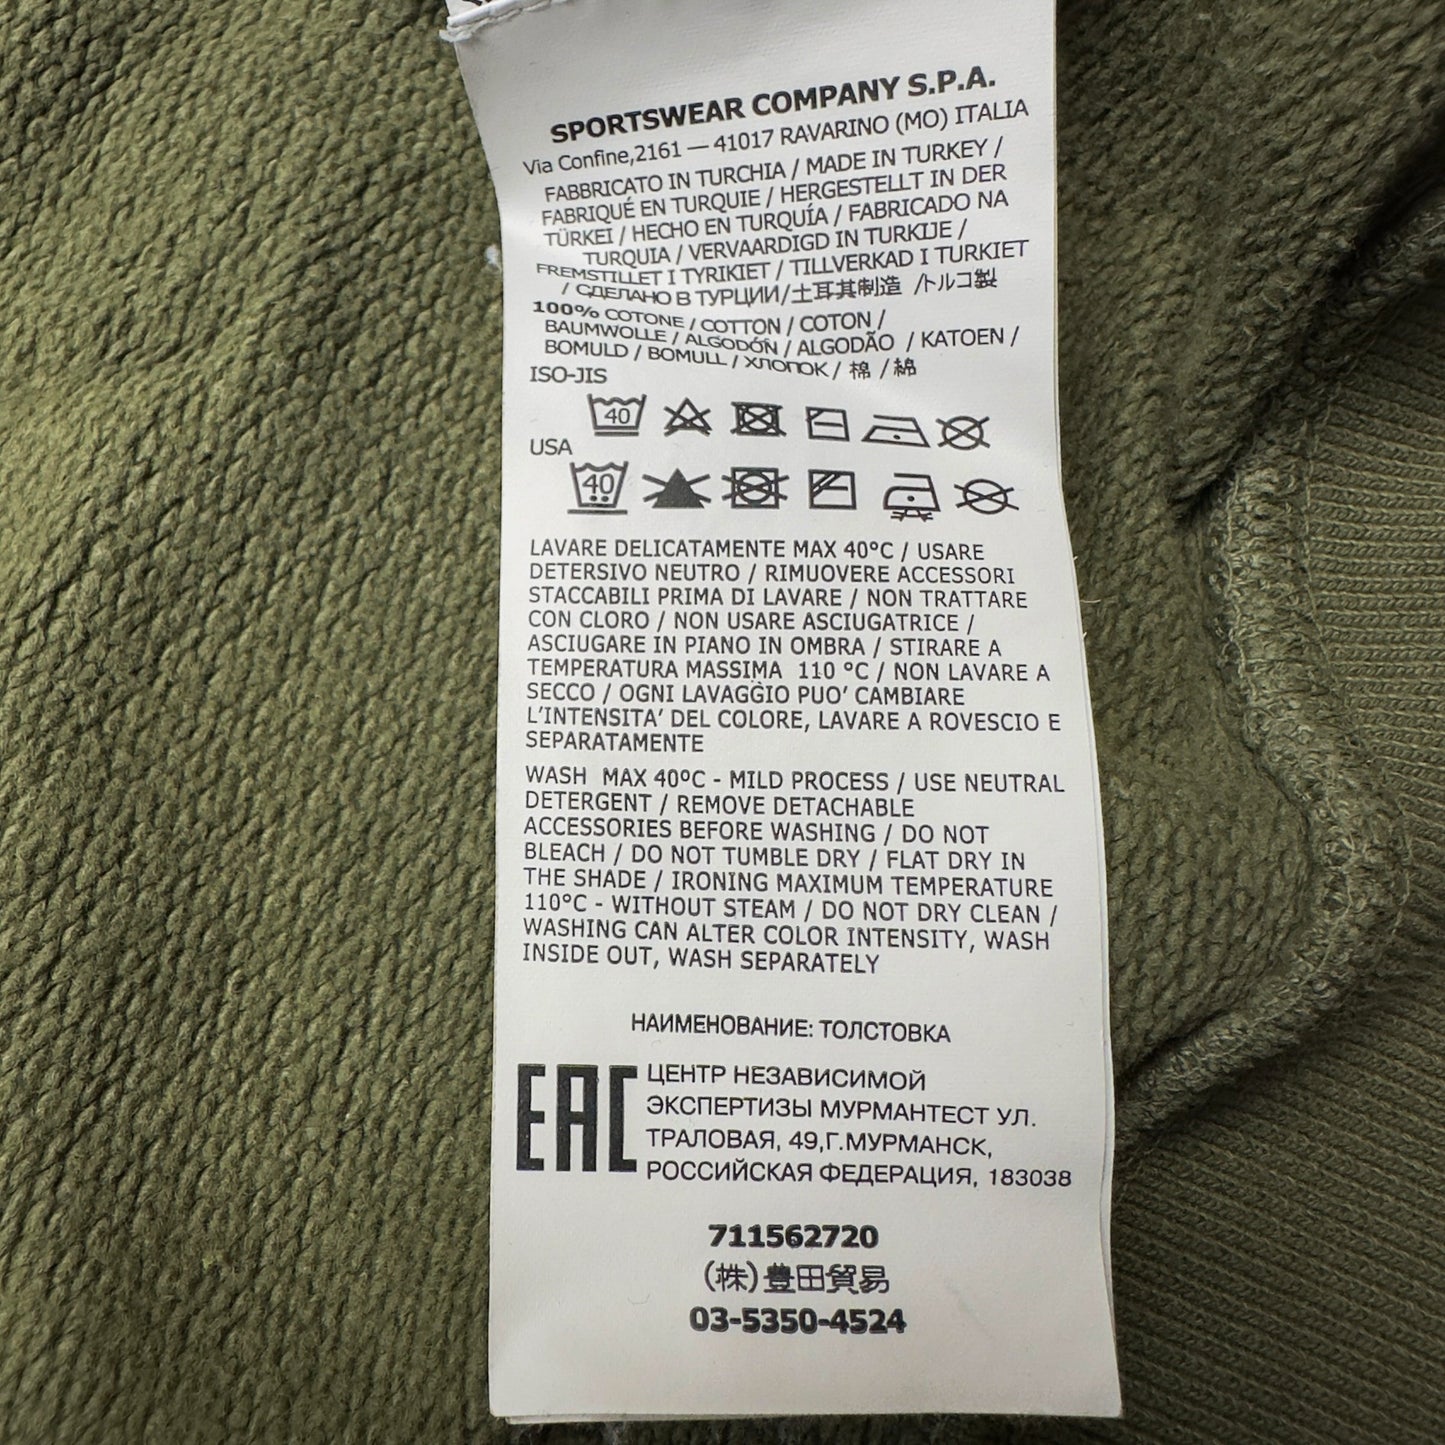 SPORTSWEAR COMPANY S.P.A.
Via Confine,2161 — 41017 RAVARINO (MO) ITALIA
FABBRICATO IN TURCHIA / MADE IN TURKEY /
FABRIQUÉ EN TURQUIE / HERGESTELLT IN DER
TÜRKEI / HECHO EN TURQUÍA / FABRICADO NA
TURQUIA / VERVAARDIGD IN TURKIJE /
FREMSTILLET I TYRIKIET / TILLVERKAD I TURKIET
/ СДЕЛАНО В ТУРЦИИ/土耳其制造 /トルコ製
100% COTONE / COTTON / COTON /
BAUMWOLLE / ALGODÓN / ALGODÃO / KATOEN /
BOMULD / BOMULL / ХЛОПОК / 棉 / 綿
ISO-JIS
40
USA
40
LAVARE DELICATAMENTE MAX 40°C / USARE
DETERSIVO NEUTRO / RIMUOVERE ACCESSORI
STACCABILI PRIMA DI LAVARE / NON TRATTARE
CON CLORO / NON USARE ASCIUGATRICE /
ASCIUGARE IN PIANO IN OMBRA / STIRARE A
TEMPERATURA MASSIMA 110 °C / NON LAVARE A
SECCO / OGNI LAVAGGIO PUO' CAMBIARE
L'INTENSITA' DEL COLORE, LAVARE A ROVESCIO E
SEPARATAMENTE
WASH MAX 40°C - MILD PROCESS / USE NEUTRAL
DETERGENT / REMOVE DETACHABLE
ACCESSORIES BEFORE WASHING / DO NOT
BLEACH / DO NOT TUMBLE DRY / FLAT DRY IN
THE SHADE / IRONING MAXIMUM TEMPERATURE
110°C - WITHOUT STEAM / DO NOT DRY CLEAN /
WASHING CAN ALTER COLOR INTENSITY, WASH
INSIDE OUT, WASH SEPARATELY
НАИМЕНОВАНИЕ: ТОЛСТОВКА
EAC
ЦЕНТР НЕЗАВИСИМОЙ
ЭКСПЕРТИЗЫ МУРМАНТЕСТ УЛ.
ТРАЛОВАЯ, 49,Г.МУРМАНСК,
РОССИЙСКАЯ ФЕДЕРАЦИЯ, 183038
711562720
(株)豊田貿易
03-5350-4524